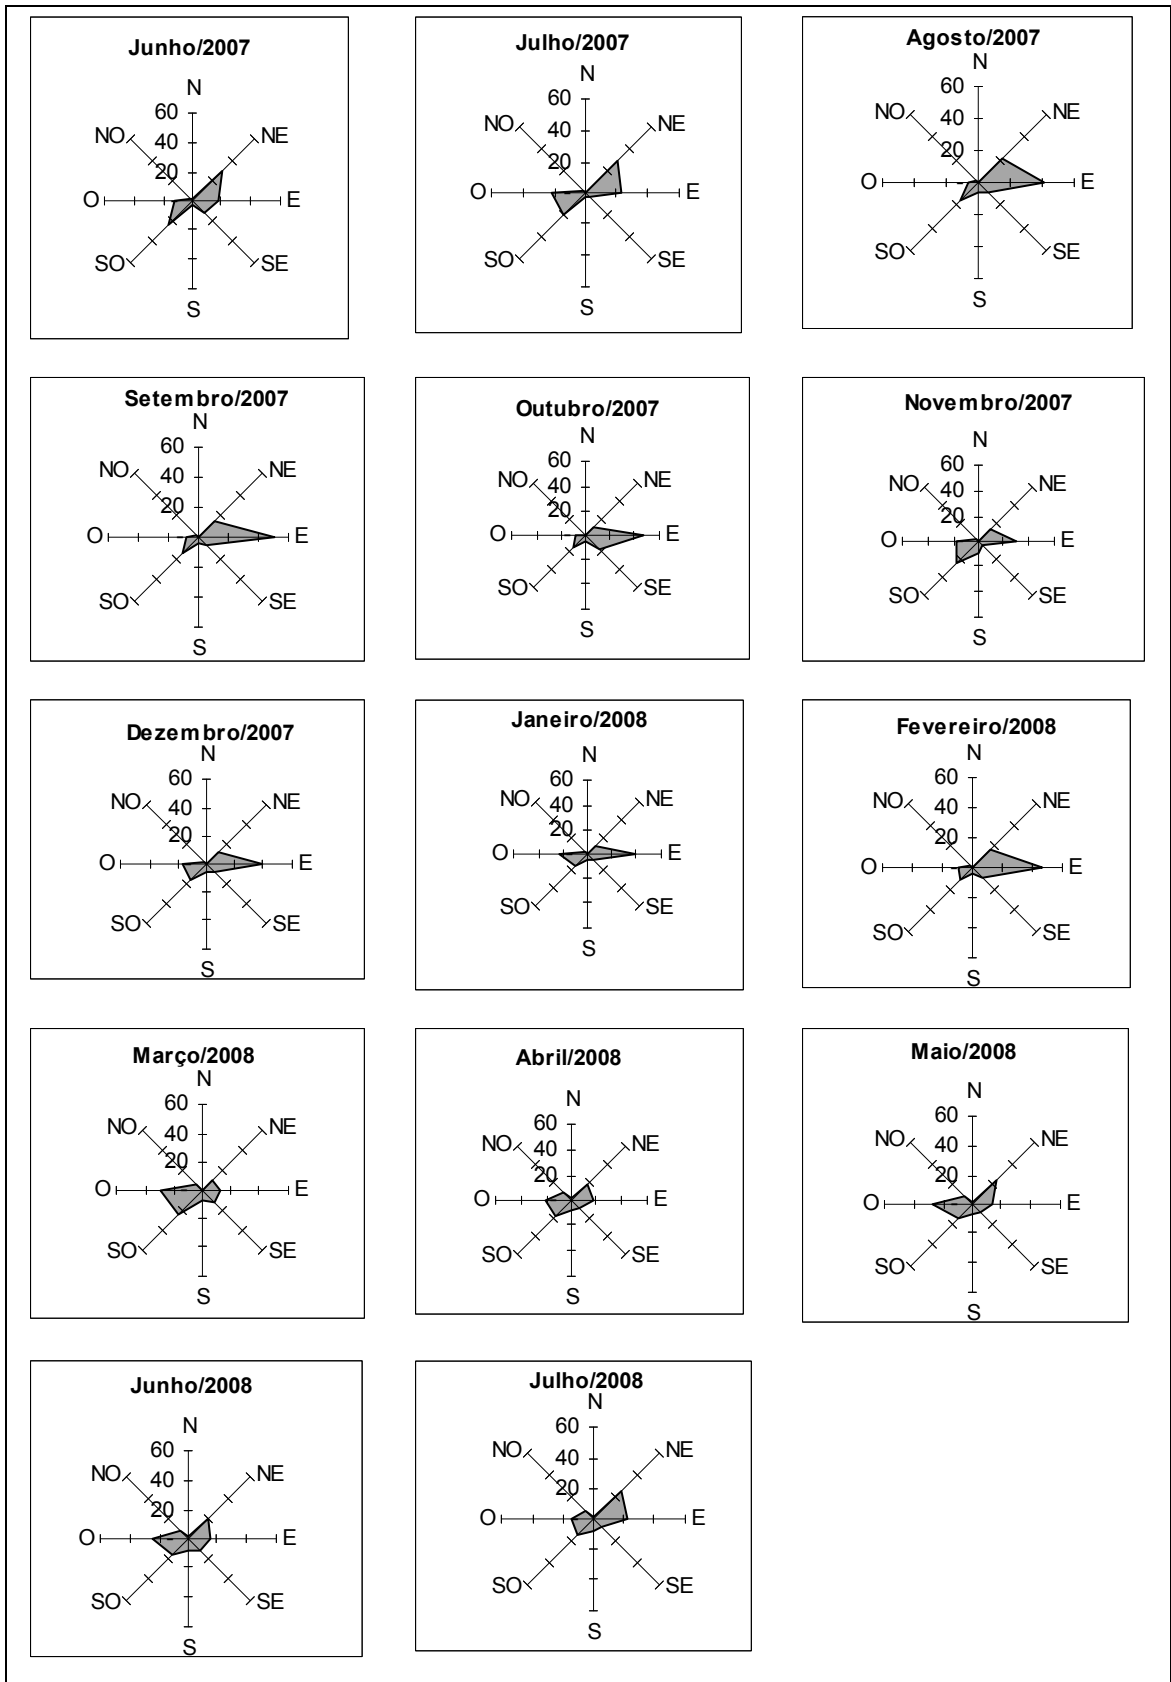 Junho/2007
N
60
40
20
NO
NE
O
E
SO
SE
S
Julho/2007
N
60
40
20
NO
NE
O
E
SO
SE
S
Agosto/2007
N
60
40
20
NO
NE
O
E
SO
SE
S
Setembro/2007
N
60
40
20
NO
NE
O
E
SO
SE
S
Outubro/2007
N
60
40
20
NO
NE
O
E
SO
SE
S
Novembro/2007
N
60
40
20
NO
NE
O
E
SO
SE
S
Dezembro/2007
N
60
40
20
NO
NE
O
E
SO
SE
S
Janeiro/2008
N
60
40
20
NO
NE
O
E
SO
SE
S
Fevereiro/2008
N
60
40
20
NO
NE
O
E
SO
SE
S
Março/2008
N
60
40
20
NO
NE
O
E
SO
SE
S
Abril/2008
N
60
40
20
NO
NE
O
E
SO
SE
S
Maio/2008
N
60
40
20
NO
NE
O
E
SO
SE
S
Junho/2008
N
60
40
20
NO
NE
O
E
SO
SE
S
Julho/2008
N
60
40
20
NO
NE
O
E
SO
SE
S